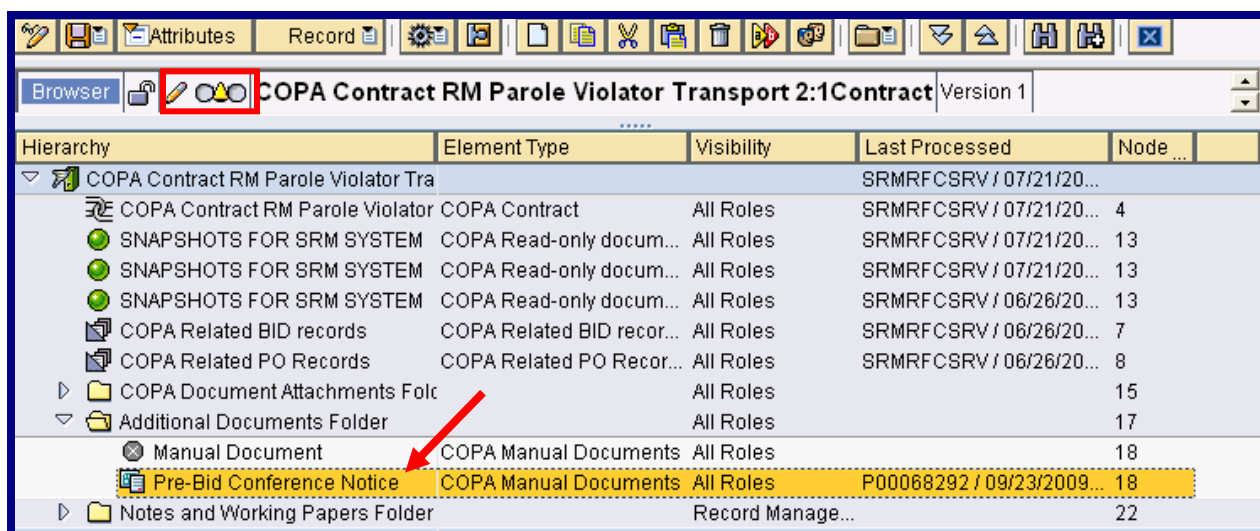 Attributes Record
Browser COPA Contract RM Parole Violator Transport 2:1Contract Version 1
Hierarchy Element Type Visibility Last Processed Node ...
COPA Contract RM Parole Violator Tra SRMRFCSRV / 07/21/20...
COPA Contract RM Parole Violator COPA Contract All Roles SRMRFCSRV / 07/21/20... 4
SNAPSHOTS FOR SRM SYSTEM COPA Read-only docum... All Roles SRMRFCSRV / 07/21/20... 13
SNAPSHOTS FOR SRM SYSTEM COPA Read-only docum... All Roles SRMRFCSRV / 07/21/20... 13
SNAPSHOTS FOR SRM SYSTEM COPA Read-only docum... All Roles SRMRFCSRV / 06/26/20... 13
COPA Related BID records COPA Related BID recor... All Roles SRMRFCSRV / 06/26/20... 7
COPA Related PO Records COPA Related PO Recor... All Roles SRMRFCSRV / 06/26/20... 8
COPA Document Attachments Folc All Roles 15
Additional Documents Folder All Roles 17
Manual Document COPA Manual Documents All Roles 18
Pre-Bid Conference Notice COPA Manual Documents All Roles P00068292 / 09/23/2009... 18
Notes and Working Papers Folder Record Manage... 22